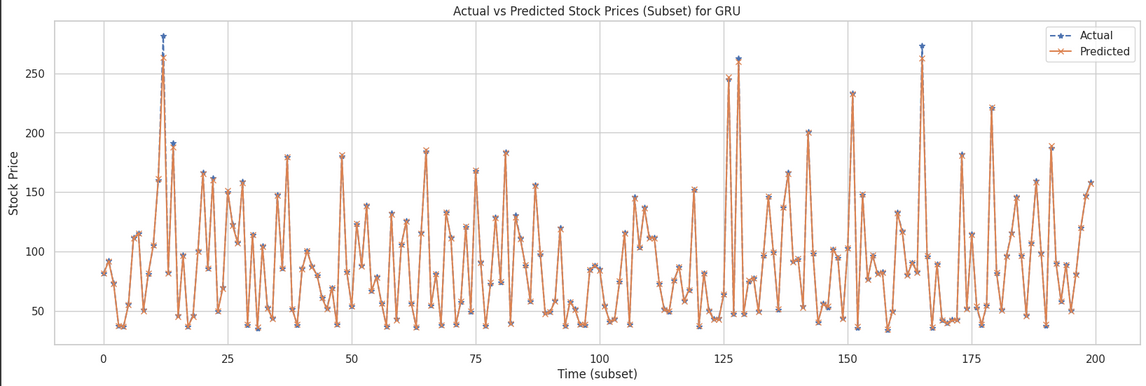 Actual vs Predicted Stock Prices (Subset) for GRU
Actual
Predicted
Stock Price
250
200
150
100
50
0 25 50 75 100 125 150 175 200
Time (subset)